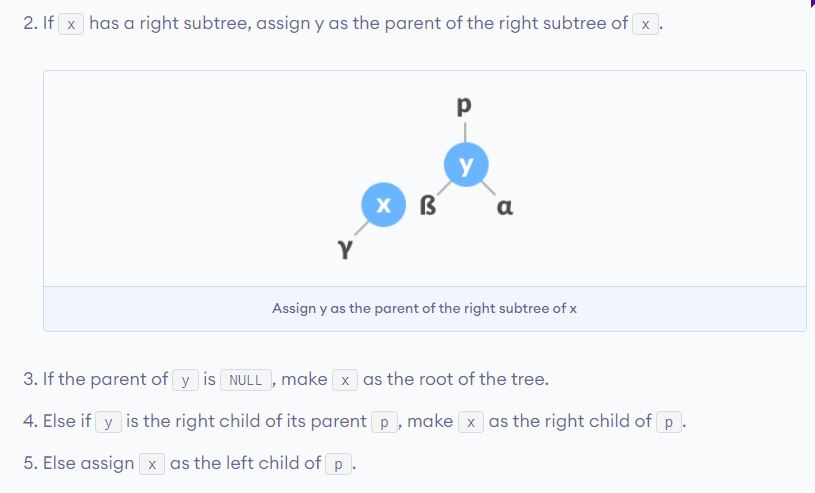 2. If x has a right subtree, assign y as the parent of the right subtree of x.
p
y
x ß α
γ
Assign y as the parent of the right subtree of x
3. If the parent of y is NULL, make x as the root of the tree.
4. Else if y is the right child of its parent p, make x as the right child of p.
5. Else assign x as the left child of p.